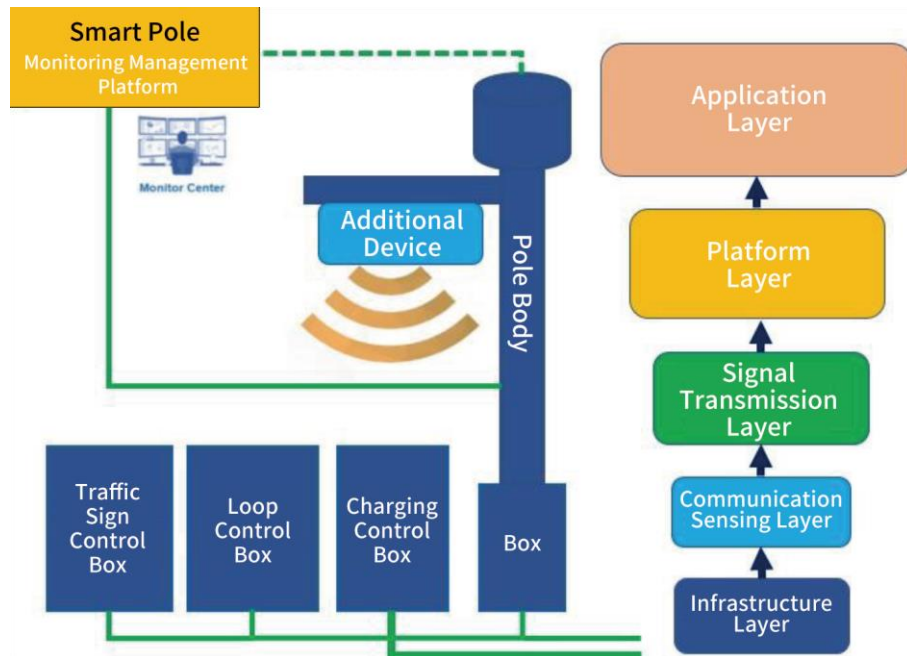 Smart Pole
Monitoring Management
Platform
Monitor Center
Additional
Device
Pole Body
Traffic
Sign
Control
Box
Loop
Control
Box
Charging
Control
Box
Box
Application
Layer
Platform
Layer
Signal
Transmission
Layer
Communication
Sensing Layer
Infrastructure
Layer